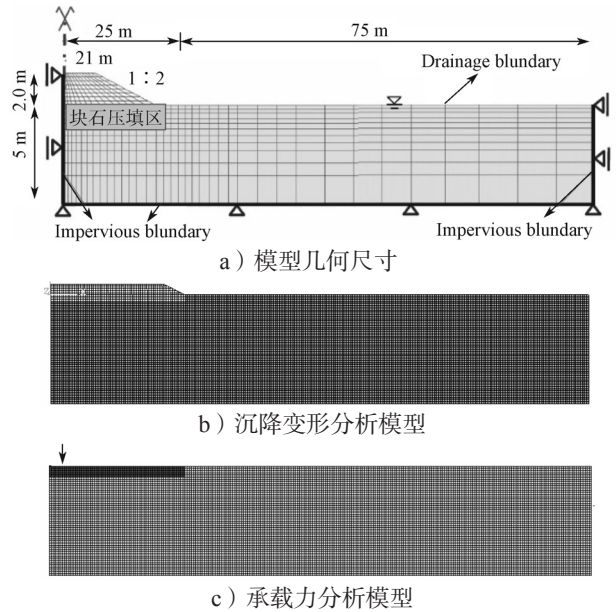 25 m
75 m
21 m
1：2
Drainage blundary
2.0 m
块石压填区
5 m
Impervious blundary
Impervious blundary
a）模型几何尺寸
z
x
b）沉降变形分析模型
c）承载力分析模型